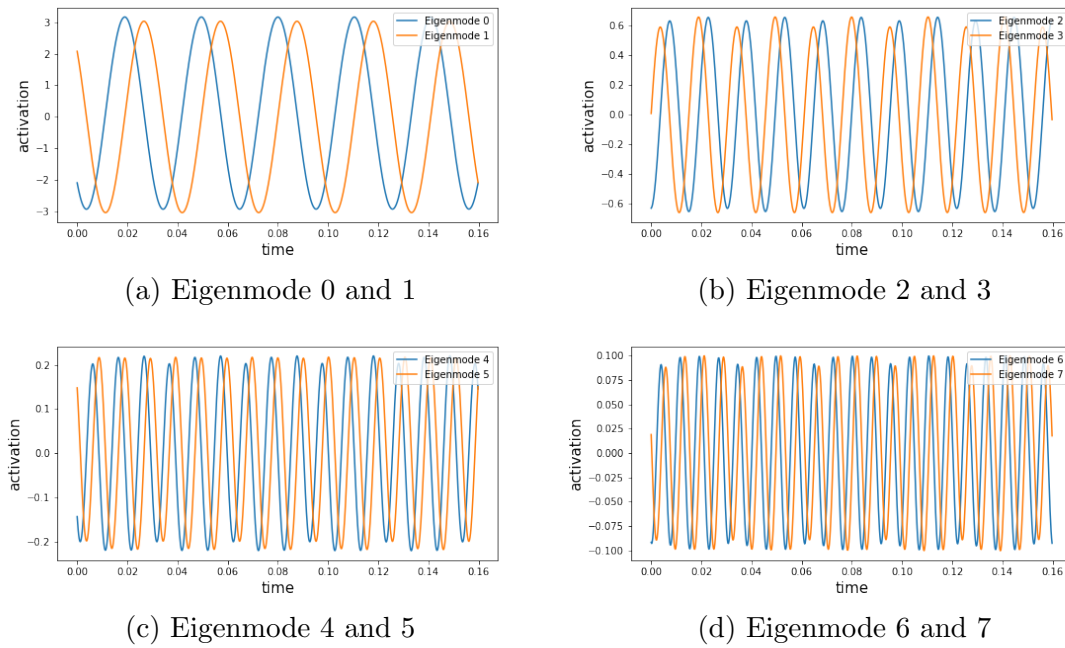 3
2
1
0
−1
−2
−3
activation
0.00 0.02 0.04 0.06 0.08 0.10 0.12 0.14 0.16
time
Eigenmode 0
Eigenmode 1
(a) Eigenmode 0 and 1
0.6
0.4
0.2
0.0
−0.2
−0.4
−0.6
activation
0.00 0.02 0.04 0.06 0.08 0.10 0.12 0.14 0.16
time
Eigenmode 2
Eigenmode 3
(b) Eigenmode 2 and 3
0.2
0.1
0.0
−0.1
−0.2
activation
0.00 0.02 0.04 0.06 0.08 0.10 0.12 0.14 0.16
time
Eigenmode 4
Eigenmode 5
(c) Eigenmode 4 and 5
0.100
0.075
0.050
0.025
0.000
−0.025
−0.050
−0.075
−0.100
activation
0.00 0.02 0.04 0.06 0.08 0.10 0.12 0.14 0.16
time
Eigenmode 6
Eigenmode 7
(d) Eigenmode 6 and 7